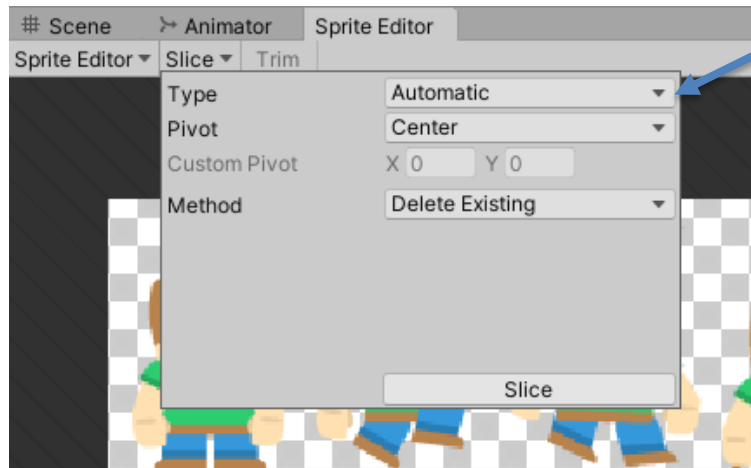 Scene Animator Sprite Editor
Sprite Editor Slice Trim
Type Automatic
Pivot Center
Custom Pivot X 0 Y 0
Method Delete Existing
Slice